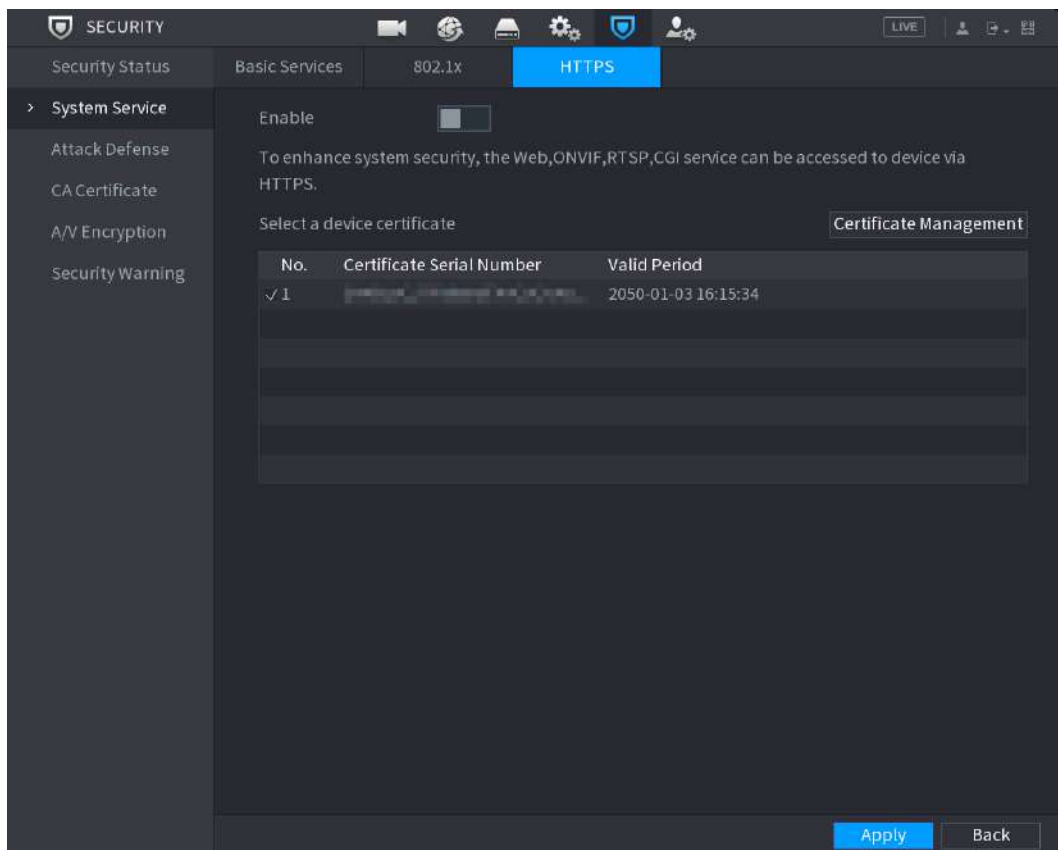 SECURITY
LIVE
Security Status
Basic Services
802.1x
HTTPS
System Service
Enable
Attack Defense
To enhance system security, the Web,ONVIF,RTSP,CGI service can be accessed to device via
HTTPS.
CA Certificate
Select a device certificate
Certificate Management
A/V Encryption
No. Certificate Serial Number Valid Period
Security Warning
1 2050-01-03 16:15:34
Apply
Back